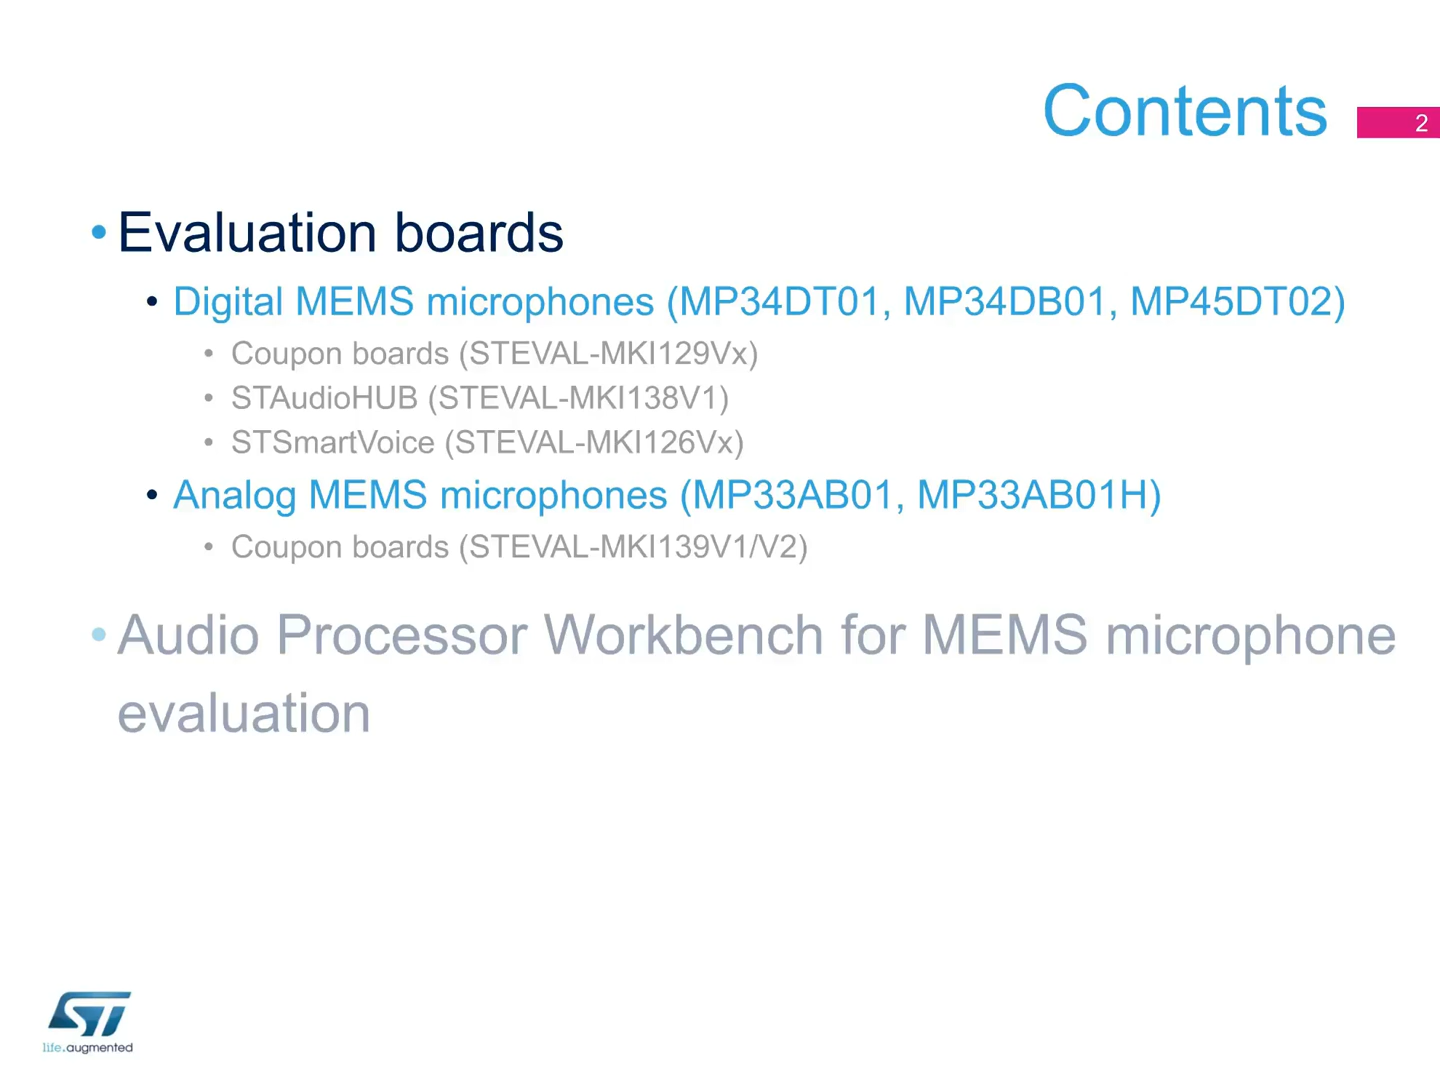 Contents
2
• Evaluation boards
• Digital MEMS microphones (MP34DT01, MP34DB01, MP45DT02)
• Coupon boards (STEVAL-MKI129Vx)
• STAudioHUB (STEVAL-MKI138V1)
• STSmartVoice (STEVAL-MKI126Vx)
• Analog MEMS microphones (MP33AB01, MP33AB01H)
• Coupon boards (STEVAL-MKI139V1/V2)
• Audio Processor Workbench for MEMS microphone
evaluation
ST
life.augmented